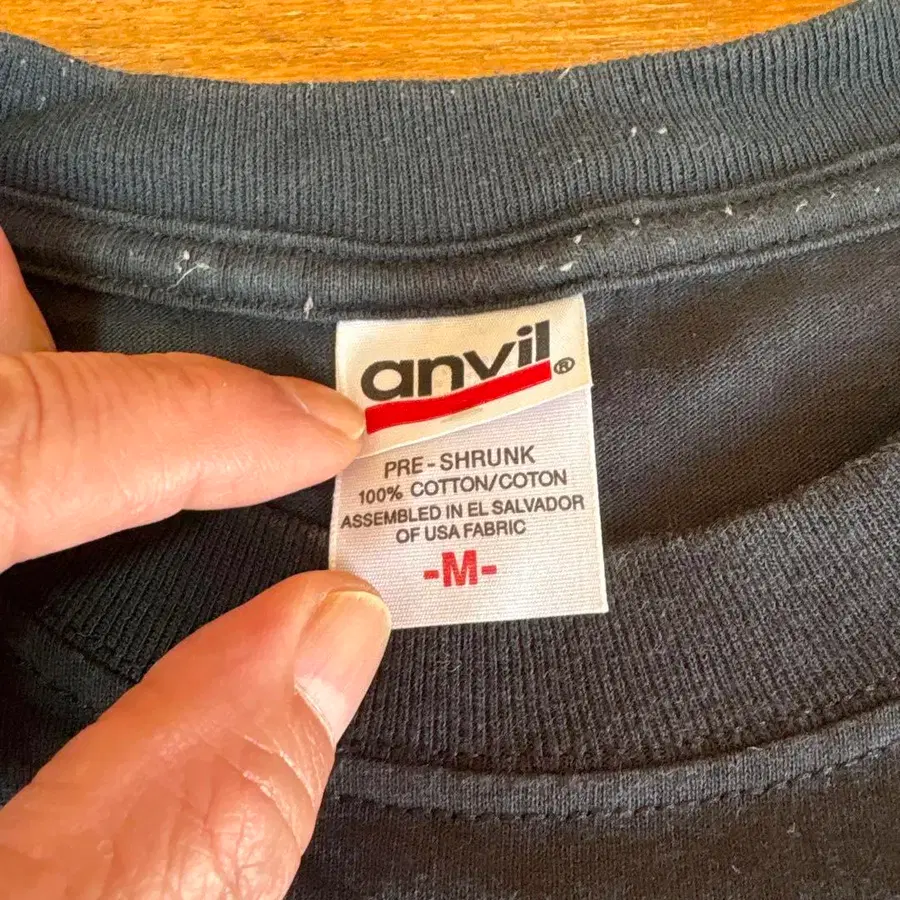 anvil®
PRE-SHRUNK
100% COTTON/COTON
ASSEMBLED IN EL SALVADOR
OF USA FABRIC
-M-